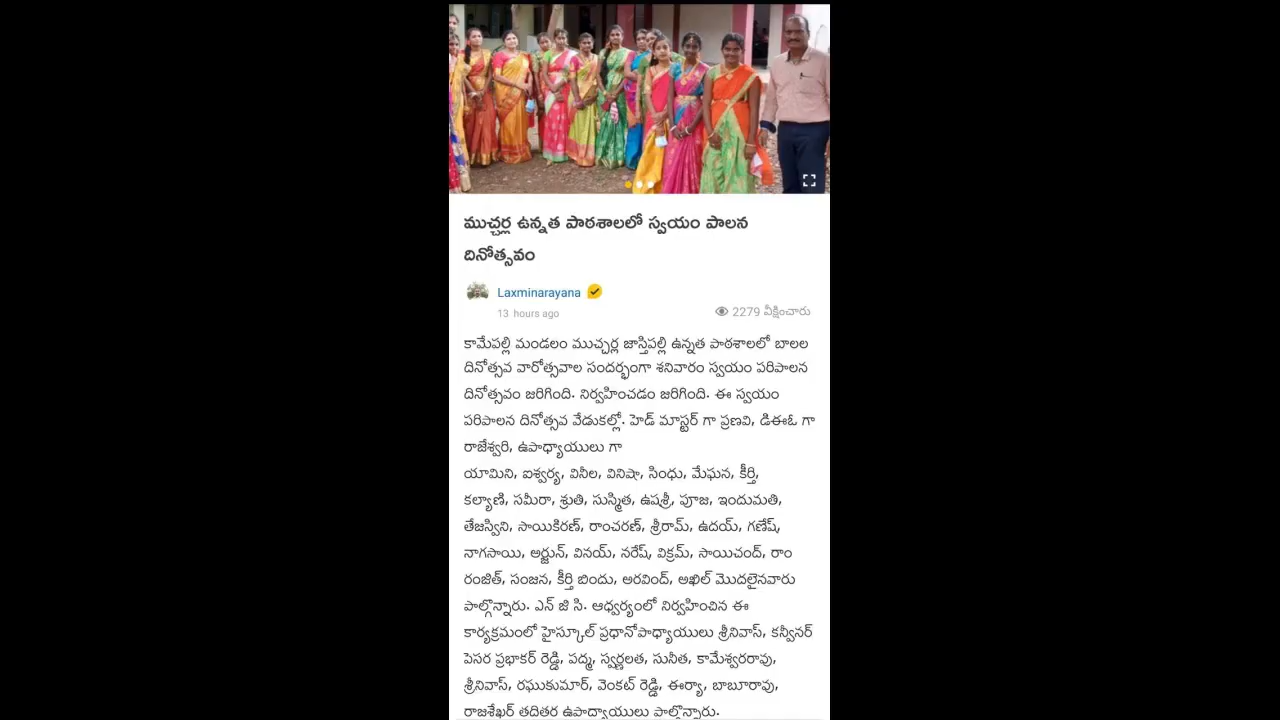 ముచ్చర్ల ఉన్నత పాఠశాలలో స్వయం పాలన
దినోత్సవం
Laxminarayana
13 hours ago
2279 వీక్షించారు
కామేపల్లి మండలం ముచ్చర్ల జాస్తిపల్లి ఉన్నత పాఠశాలలో బాలల
దినోత్సవ వారోత్సవాల సందర్భంగా శనివారం స్వయం పరిపాలన
దినోత్సవం జరిగింది. నిర్వహించడం జరిగింది. ఈ స్వయం
పరిపాలన దినోత్సవ వేడుకల్లో. హెడ్ మాస్టర్ గా ప్రణవి, డిఈఓ గా
రాజేశ్వరి, ఉపాధ్యాయులు గా
యామిని, ఐశ్వర్య, వినీల, వినిషా, సింధు, మేఘన, కీర్తి,
కల్యాణి, సమీరా, శ్రుతి, సుస్మిత, ఉషశ్రీ, పూజ, ఇందుమతి,
తేజస్విని, సాయికిరణ్, రాంచరణ్, శ్రీరామ్, ఉదయ్, గణేష్,
నాగసాయి, అర్జున్, వినయ్, నరేష్, విక్రమ్, సాయిచంద్, రాం
రంజిత్, సంజన, కీర్తి బిందు, అరవింద్, అఖిల్ మొదలైనవారు
పాల్గొన్నారు. ఎన్ జి సి. ఆధ్వర్యంలో నిర్వహించిన ఈ
కార్యక్రమంలో హైస్కూల్ ప్రధానోపాధ్యాయులు శ్రీనివాస్, కన్వీనర్
పెసర ప్రభాకర్ రెడ్డి, పద్మ, స్వర్ణలత, సునీత, కామేశ్వరరావు,
శ్రీనివాస్, రఘుకుమార్, వెంకట్ రెడ్డి, ఈర్యా, బాబూరావు,
రాజశేఖర్ తదితర ఉపాధ్యాయులు పాల్గొన్నారు.